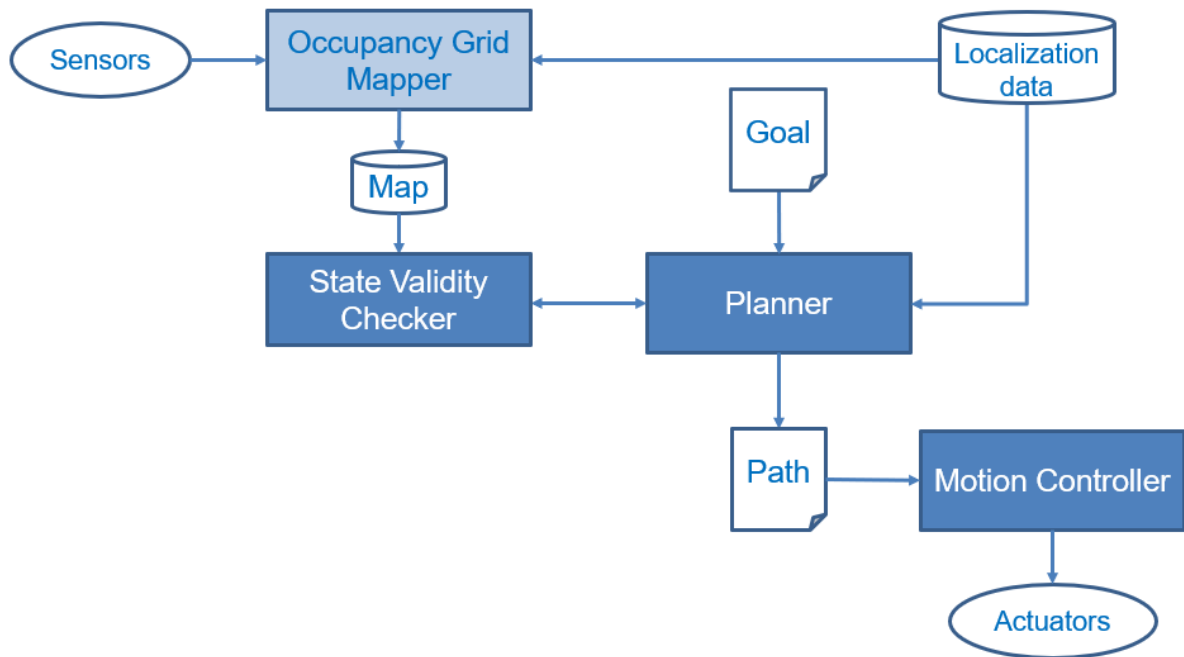 Sensors
Occupancy Grid
Mapper
Localization
data
Goal
Map
State Validity
Checker
Planner
Path
Motion Controller
Actuators